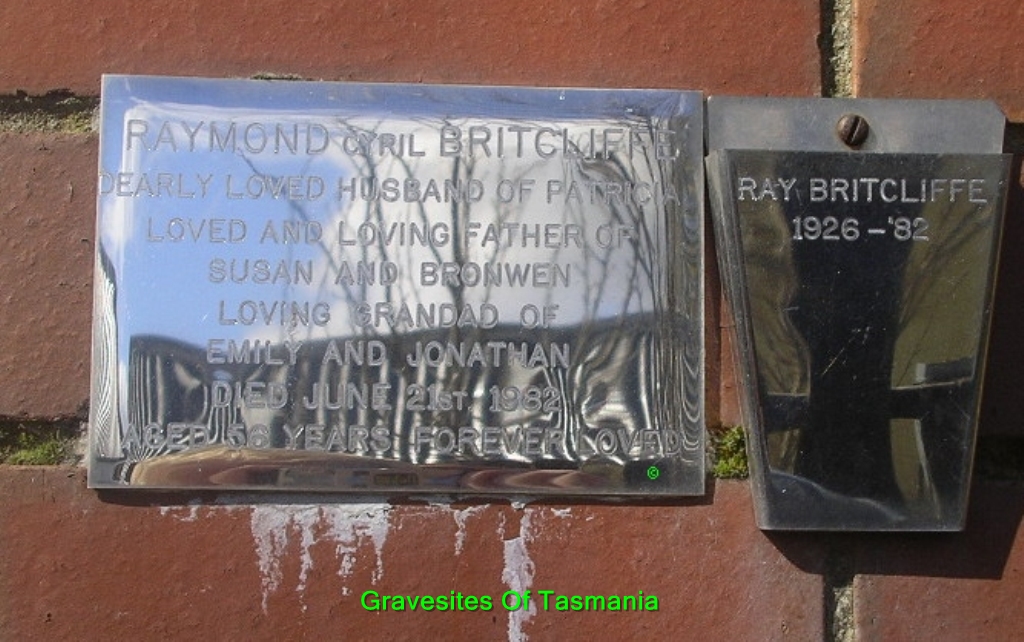 RAYMOND CYRIL BRITCLIFFE
DEARLY LOVED HUSBAND OF PATRICIA
LOVED AND LOVING FATHER OF
SUSAN AND BRONWEN
LOVING GRANDAD OF
EMILY AND JONATHAN
DIED JUNE 21ST, 1982
AGED 56 YEARS FOREVER LOVED
©
RAY BRITCLIFFE
1926 - '82
Gravesites Of Tasmania